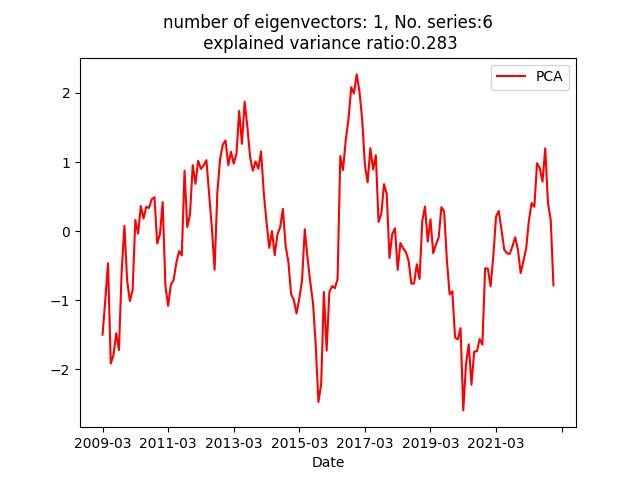 number of eigenvectors: 1, No. series:6
explained variance ratio:0.283
PCA
2
1
0
−1
−2
2009-03 2011-03 2013-03 2015-03 2017-03 2019-03 2021-03
Date